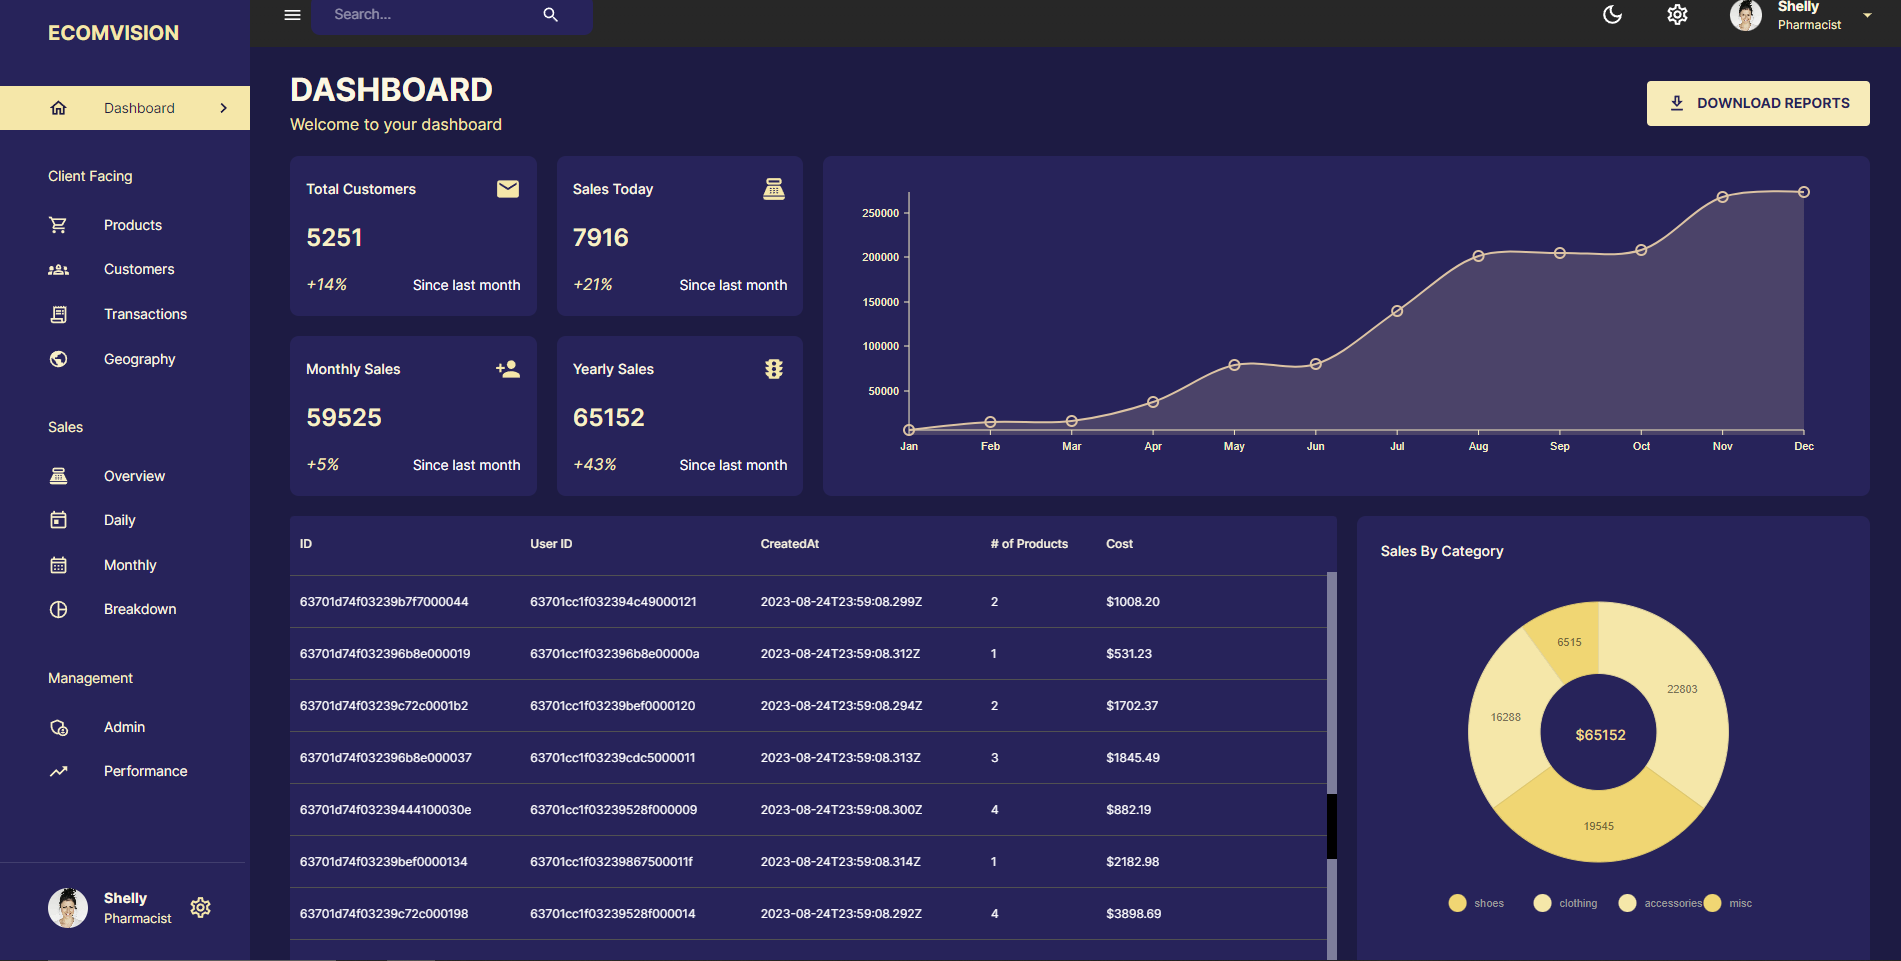 ECOMVISION
Search...
Shelly
Pharmacist
Dashboard
Client Facing
Products
Customers
Transactions
Geography
Sales
Overview
Daily
Monthly
Breakdown
Management
Admin
Performance
Shelly
Pharmacist
DASHBOARD
Welcome to your dashboard
DOWNLOAD REPORTS
Total Customers
5251
+14% Since last month
Sales Today
7916
+21% Since last month
Monthly Sales
59525
+5% Since last month
Yearly Sales
65152
+43% Since last month
250000
200000
150000
100000
50000
Jan Feb Mar Apr May Jun Jul Aug Sep Oct Nov Dec
ID User ID CreatedAt # of Products Cost
63701d74f03239b7f7000044 63701cc1f032394c49000121 2023-08-24T23:59:08.299Z 2 $1008.20
63701d74f032396b8e000019 63701cc1f032396b8e00000a 2023-08-24T23:59:08.312Z 1 $531.23
63701d74f03239c72c0001b2 63701cc1f03239bef0000120 2023-08-24T23:59:08.294Z 2 $1702.37
63701d74f032396b8e000037 63701cc1f03239cdc5000011 2023-08-24T23:59:08.313Z 3 $1845.49
63701d74f03239444100030e 63701cc1f03239528f000009 2023-08-24T23:59:08.300Z 4 $882.19
63701d74f03239bef0000134 63701cc1f03239867500011f 2023-08-24T23:59:08.314Z 1 $2182.98
63701d74f03239c72c000198 63701cc1f03239528f000014 2023-08-24T23:59:08.292Z 4 $3898.69
Sales By Category
6515
22803
16288
$65152
19545
shoes clothing accessories misc